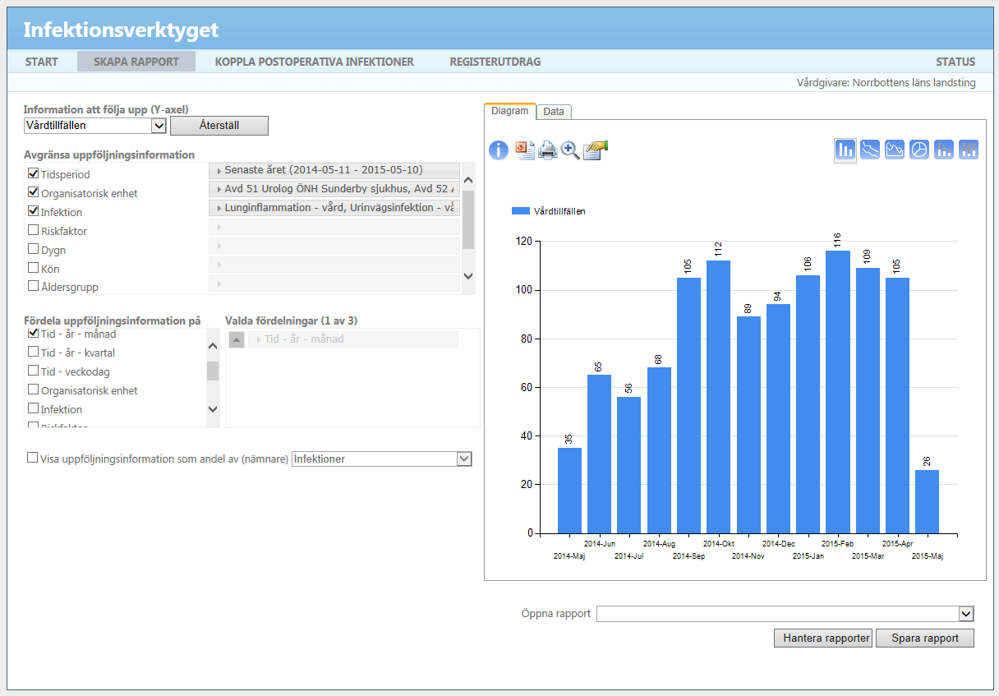 Infektionsverktyget
START SKAPA RAPPORT KOPPLA POSTOPERATIVA INFEKTIONER REGISTERUTDRAG STATUS
Vårdgivare: Norrbottens läns landsting
Information att följa upp (Y-axel)
Vårdtillfällen Återställ
Avgränsa uppföljningsinformation
Tidsperiod Senaste året (2014-05-11 - 2015-05-10)
Organisatorisk enhet Avd 51 Urolog ÖNH Sunderby sjukhus, Avd 52
Infektion Lunginflammation - vård, Urinvägsinfektion -
Riskfaktor
Dygn
Kön
Åldersgrupp
Fördela uppföljningsinformation på
Tid - år - månad
Tid - år - kvartal
Tid - veckodag
Organisatorisk enhet
Infektion
Valda fördelningar (1 av 3)
Tid - år - månad
Visa uppföljningsinformation som andel av (nämnare) Infektioner
Diagram Data
Vårdtillfällen
120
100
80
60
40
20
0
35 65 56 68 105 112 89 94 106 116 109 105 26
2014-Jun 2014-Aug 2014-Okt 2014-Dec 2015-Feb 2015-Apr
2014-Maj 2014-Jul 2014-Sep 2014-Nov 2015-Jan 2015-Mar 2015-Maj
Öppna rapport
Hantera rapporter Spara rapport